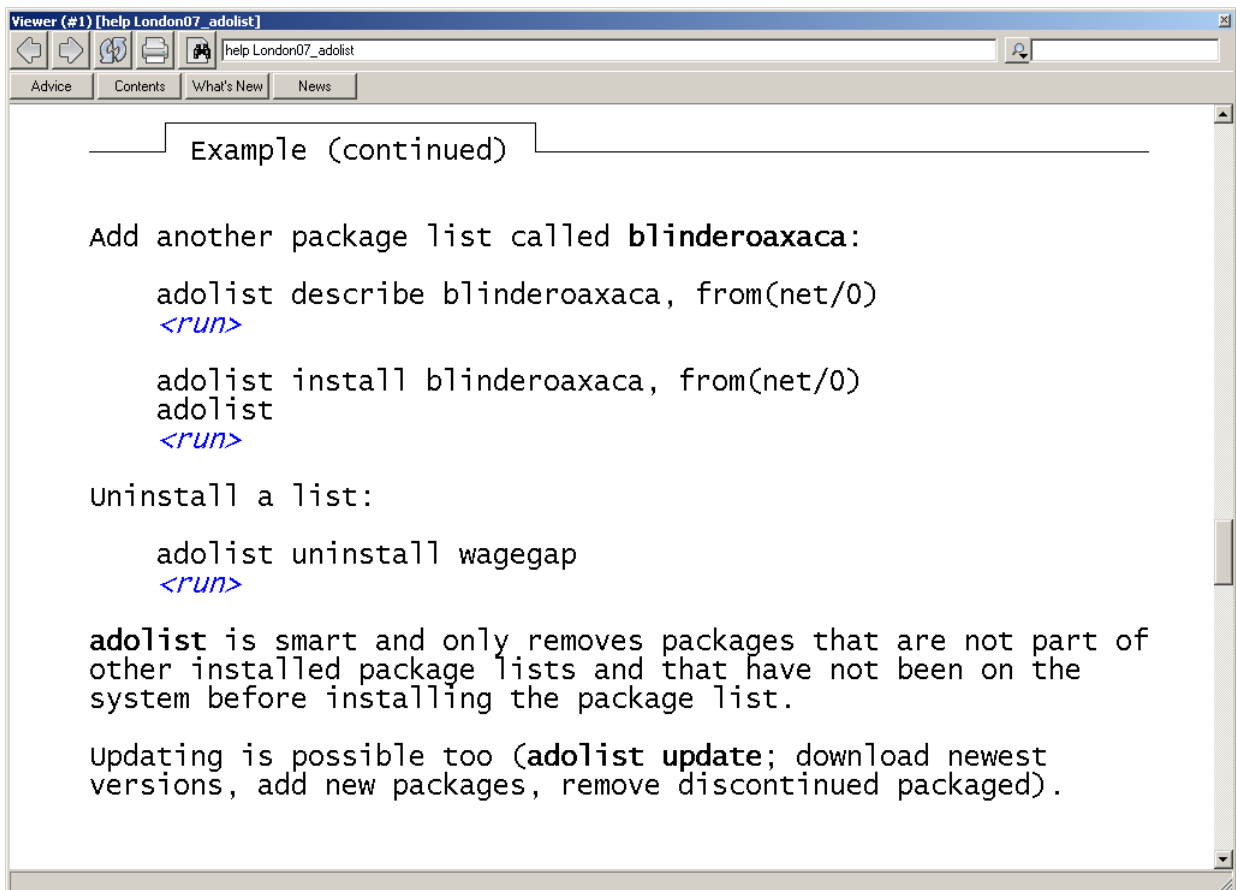 Viewer (#1) [help London07_adolist]
help London07_adolist
Advice Contents What's New News
Example (continued)
Add another package list called blinderoaxaca:
adolist describe blinderoaxaca, from(net/0)
<run>
adolist install blinderoaxaca, from(net/0)
adolist
<run>
Uninstall a list:
adolist uninstall wagegap
<run>
adolist is smart and only removes packages that are not part of
other installed package lists and that have not been on the
system before installing the package list.
Updating is possible too (adolist update; download newest
versions, add new packages, remove discontinued packaged).